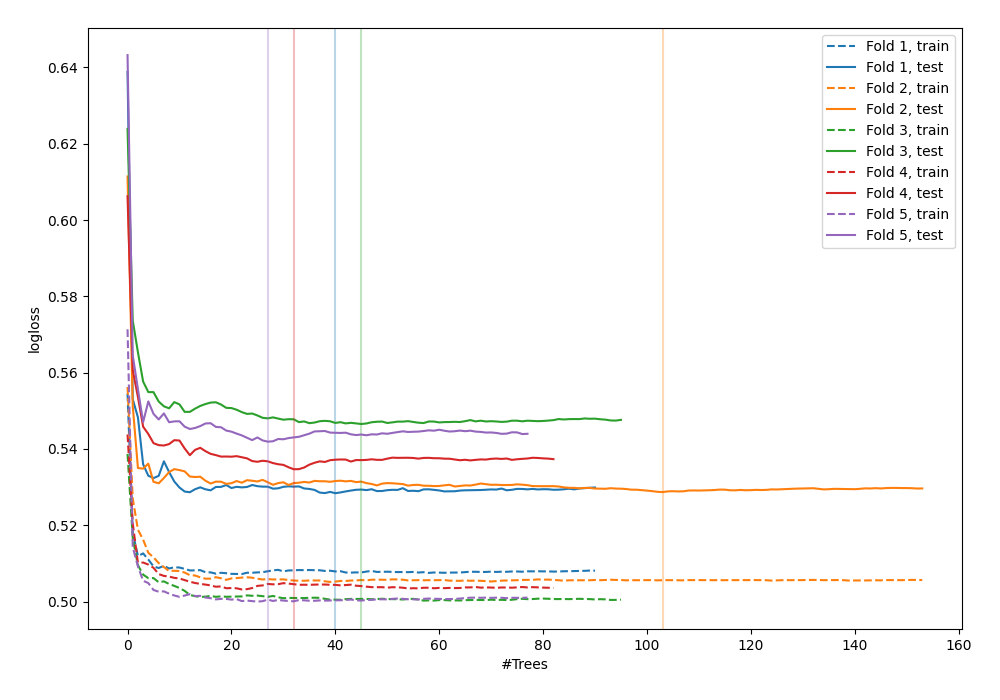 0.64
0.62
0.60
0.58
0.56
0.54
0.52
0.50
logloss
0
20
40
60
80
100
120
140
160
#Trees
Fold 1, train
Fold 1, test
Fold 2, train
Fold 2, test
Fold 3, train
Fold 3, test
Fold 4, train
Fold 4, test
Fold 5, train
Fold 5, test